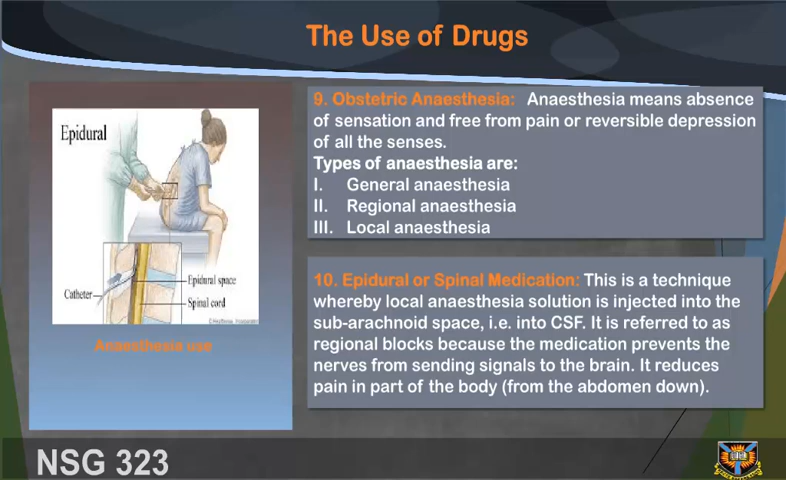 The Use of Drugs
Epidural
Catheter
Epidural space
Spinal cord
Anaesthesia use
9. Obstetric Anaesthesia: Anaesthesia means absence
of sensation and free from pain or reversible depression
of all the senses.
Types of anaesthesia are:
I. General anaesthesia
II. Regional anaesthesia
III. Local anaesthesia
10. Epidural or Spinal Medication: This is a technique
whereby local anaesthesia solution is injected into the
sub-arachnoid space, i.e. into CSF. It is referred to as
regional blocks because the medication prevents the
nerves from sending signals to the brain. It reduces
pain in part of the body (from the abdomen down).
NSG 323